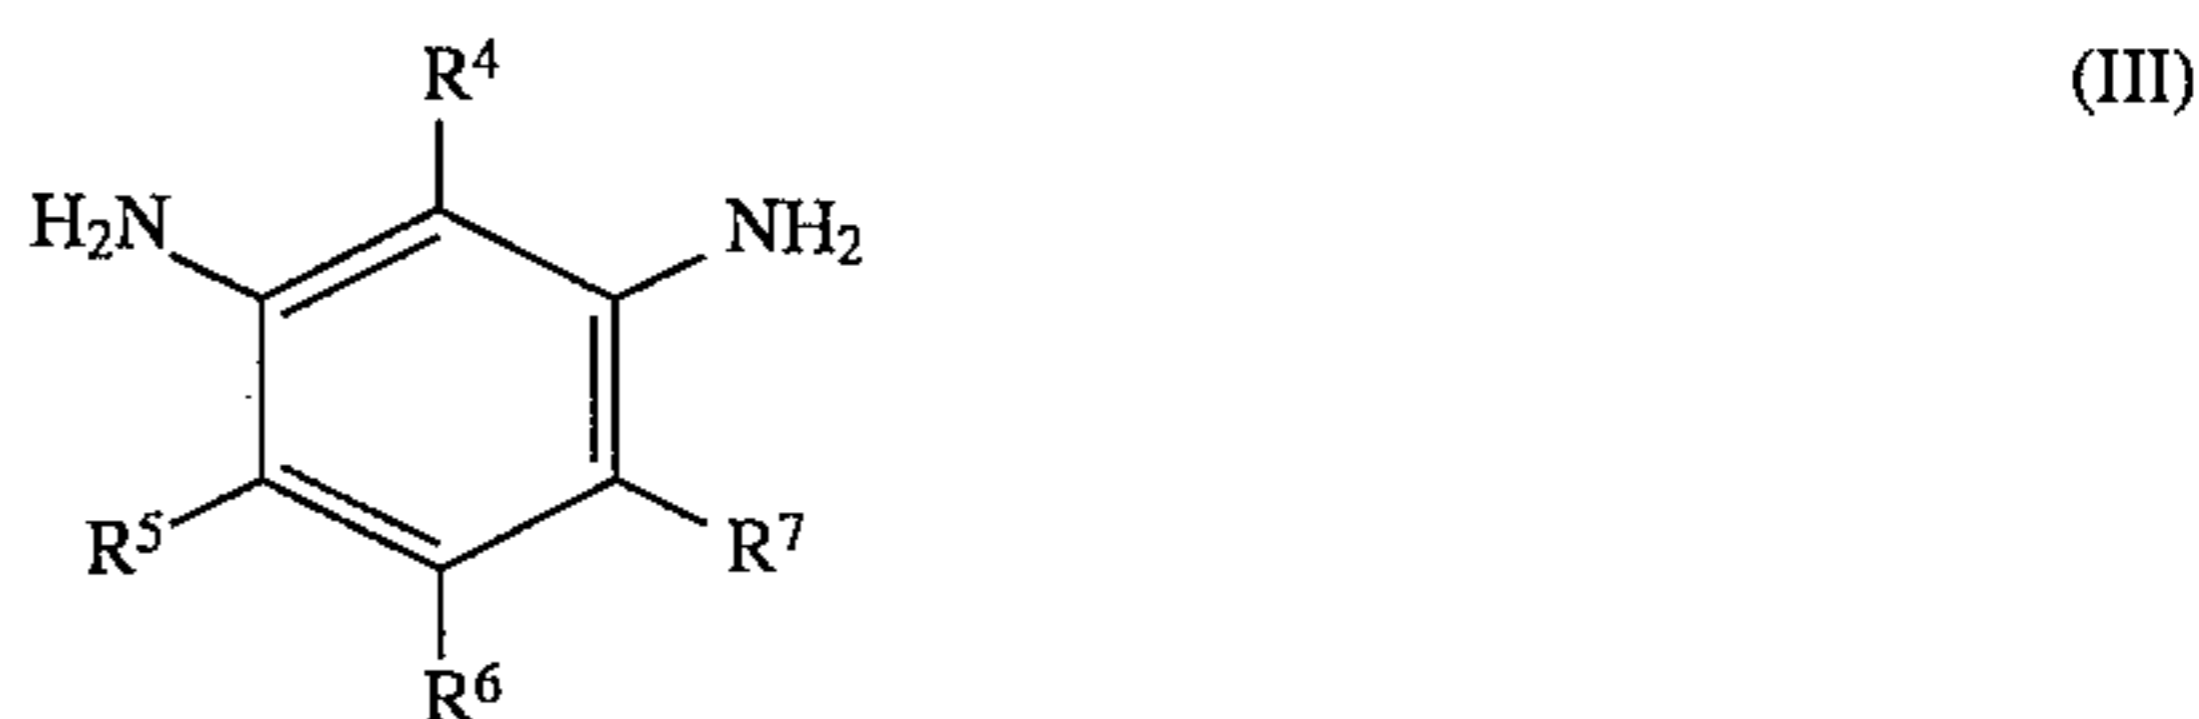 R⁴ (III)
H₂N NH₂
R⁵ R⁷
R⁶